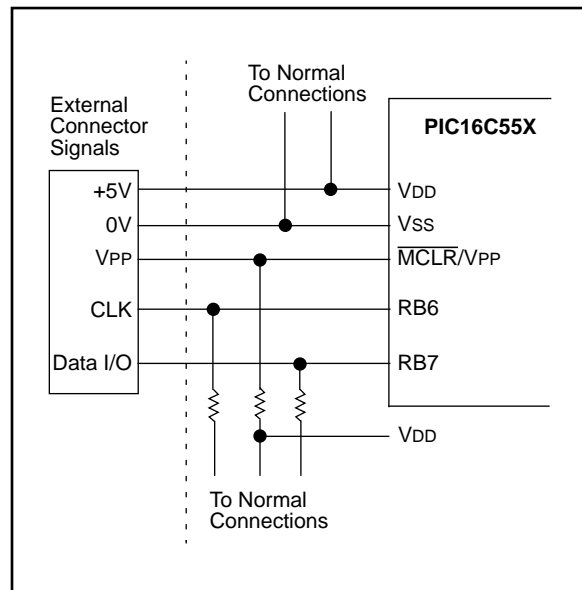 To Normal
Connections
External
Connector
Signals
PIC16C55X
+5V
VDD
0V
VSS
VPP
MCLR/VPP
CLK
RB6
Data I/O
RB7
VDD
To Normal
Connections